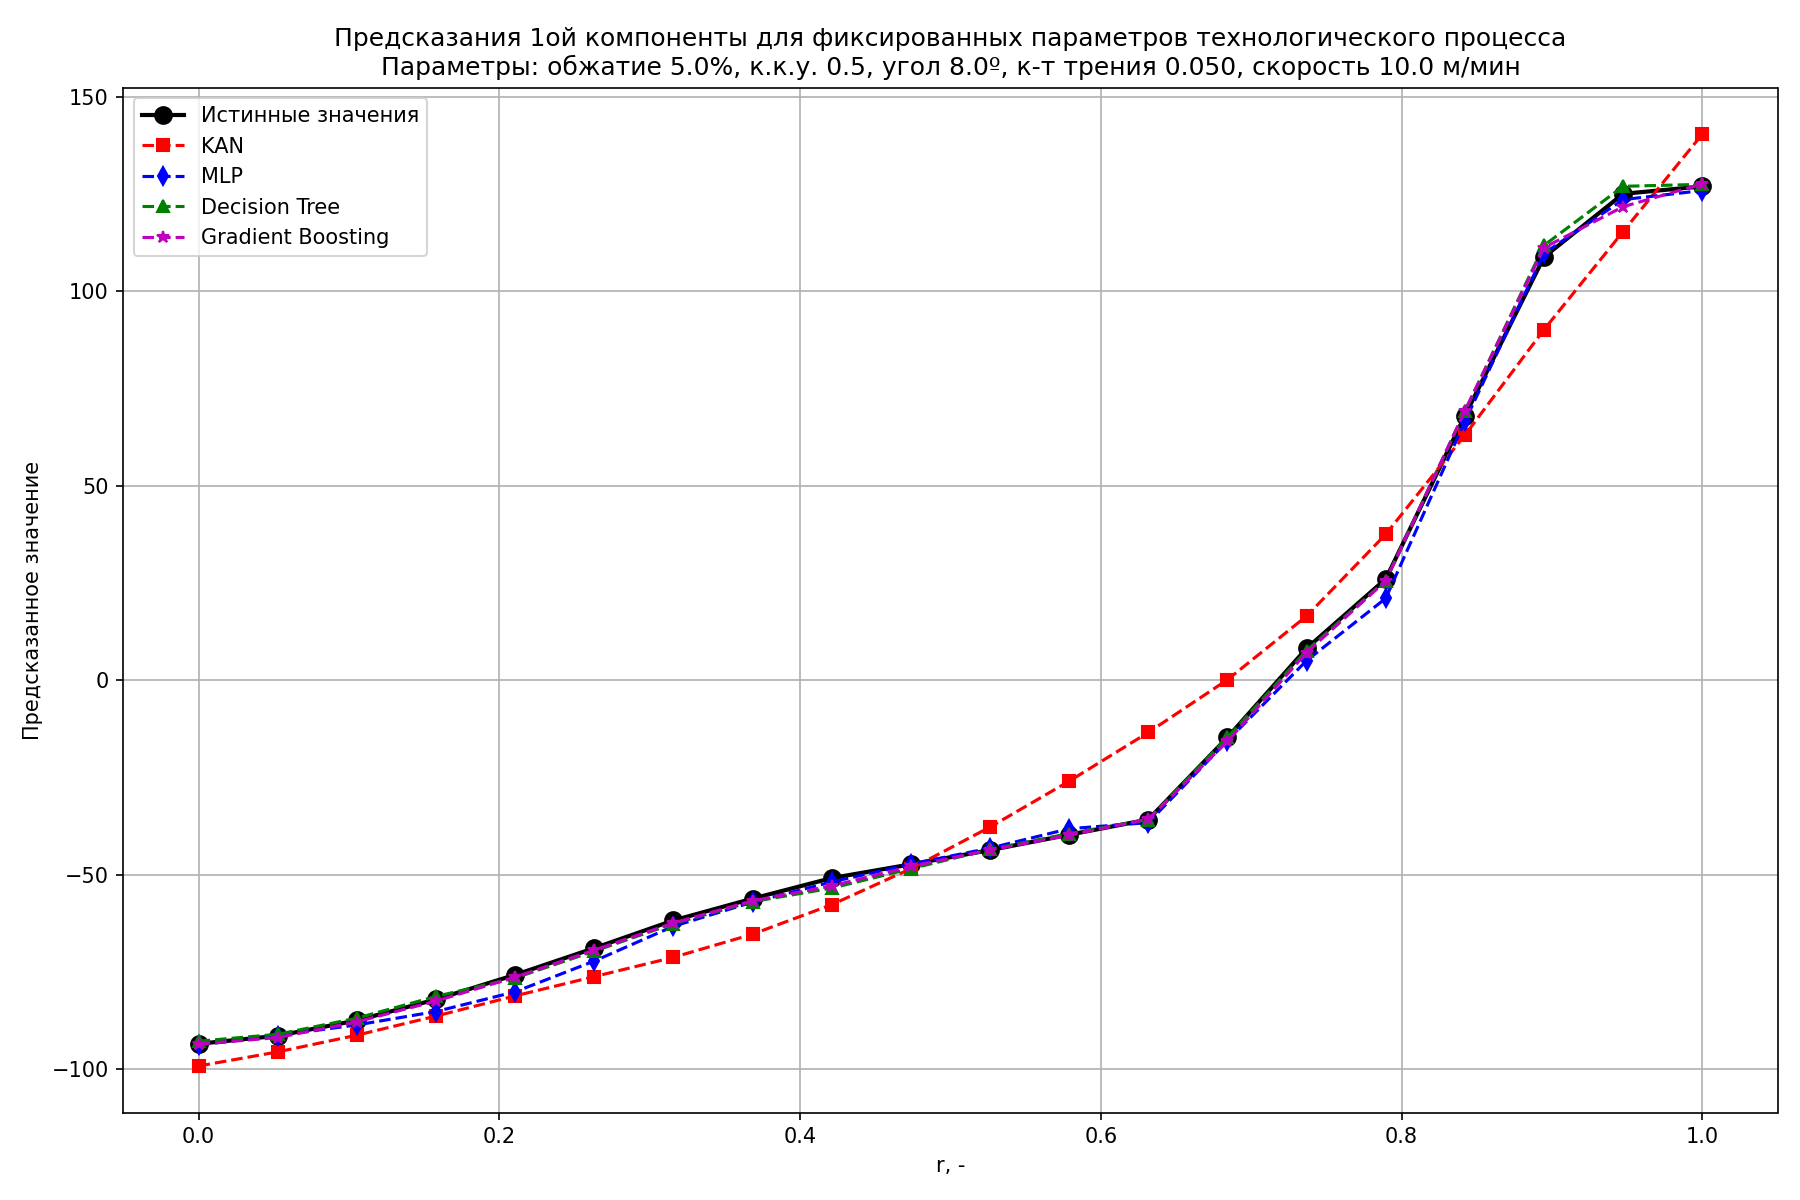 Предсказания 1ой компоненты для фиксированных параметров технологического процесса
Параметры: обжатие 5.0%, к.к.у. 0.5, угол 8.0º, к-т трения 0.050, скорость 10.0 м/мин
Истинные значения
KAN
MLP
Decision Tree
Gradient Boosting
Предсказанное значение
150
100
50
0
−50
−100
0.0 0.2 0.4 0.6 0.8 1.0
r, -